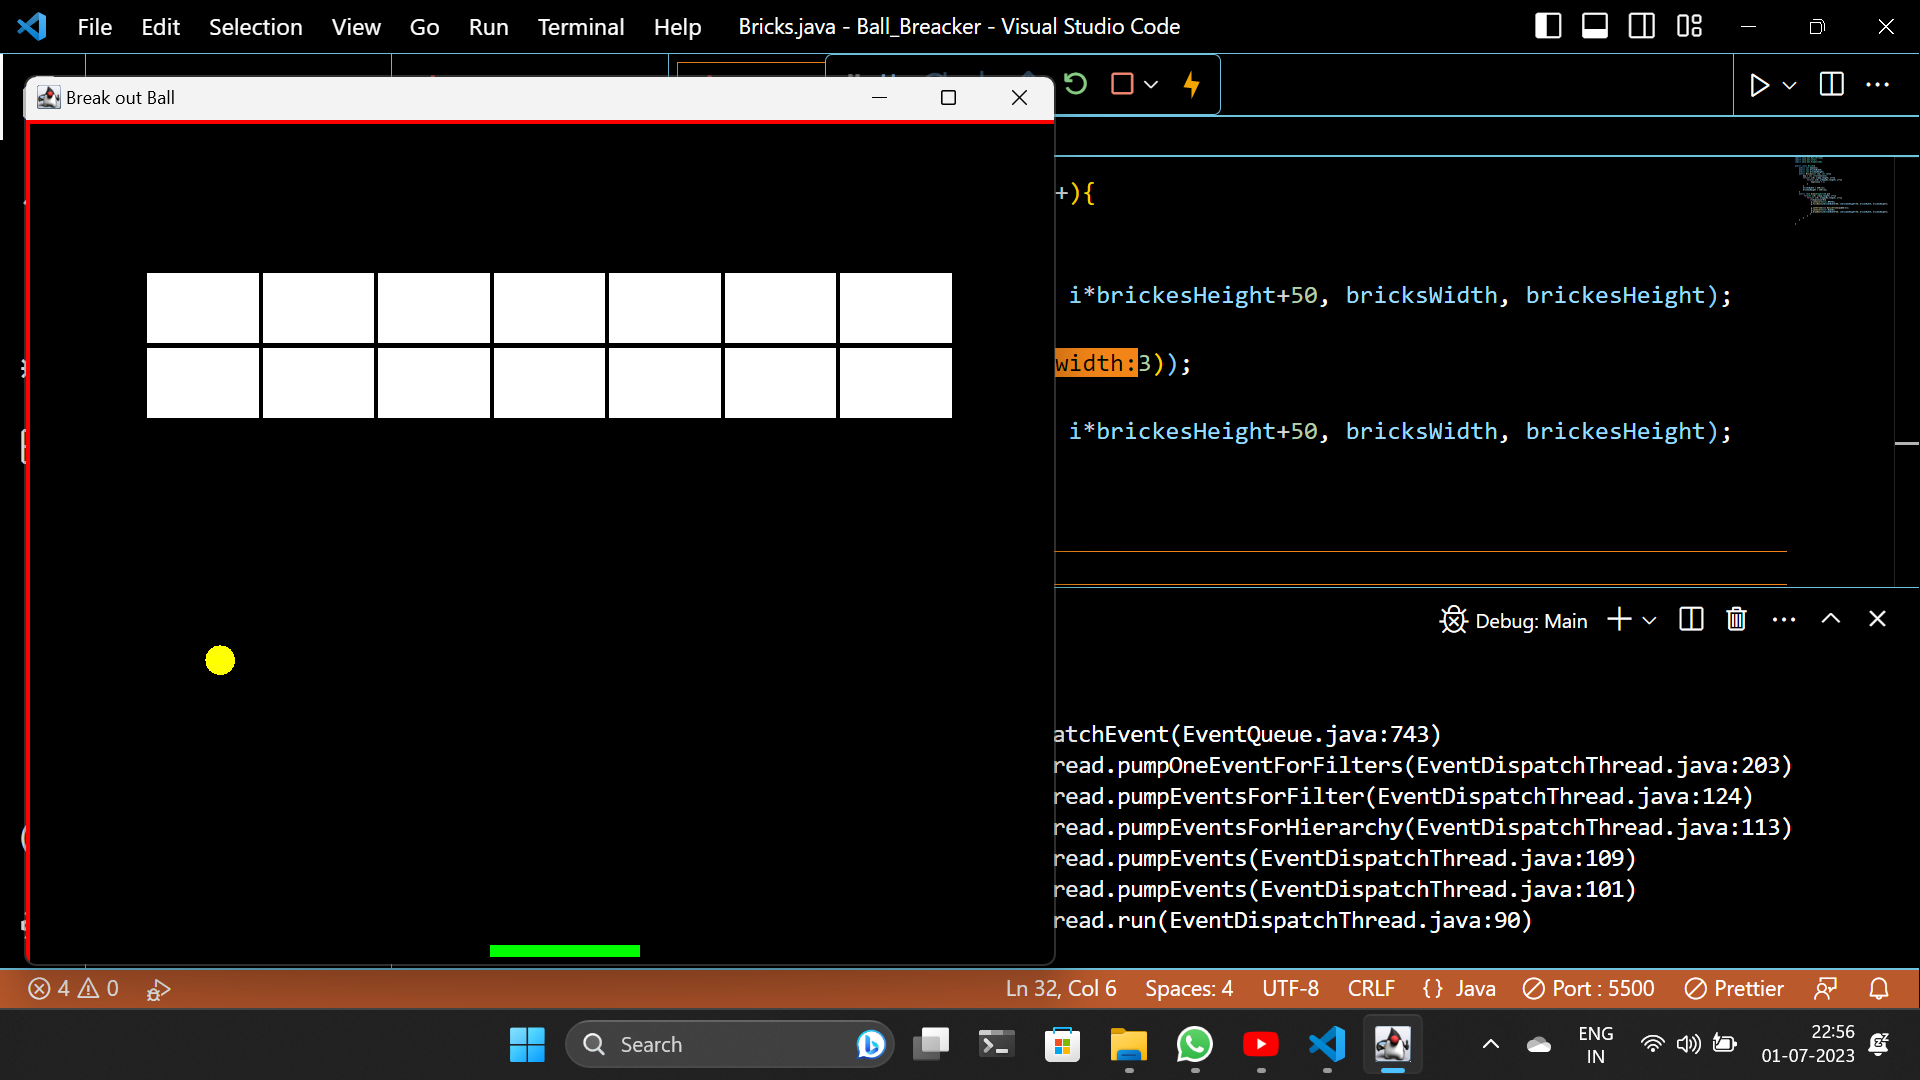 File Edit Selection View Go Run Terminal Help Bricks.java - Ball_Breacker - Visual Studio Code
Break out Ball
+){
i*brickesHeight+50, bricksWidth, brickesHeight);
width:3));
i*brickesHeight+50, bricksWidth, brickesHeight);
Debug: Main
atchEvent(EventQueue.java:743)
read.pumpOneEventForFilters(EventDispatchThread.java:203)
read.pumpEventsForFilter(EventDispatchThread.java:124)
read.pumpEventsForHierarchy(EventDispatchThread.java:113)
read.pumpEvents(EventDispatchThread.java:109)
read.pumpEvents(EventDispatchThread.java:101)
read.run(EventDispatchThread.java:90)
4 0 Ln 32, Col 6 Spaces: 4 UTF-8 CRLF {} Java Port : 5500 Prettier
Search
ENG
IN
22:56
01-07-2023